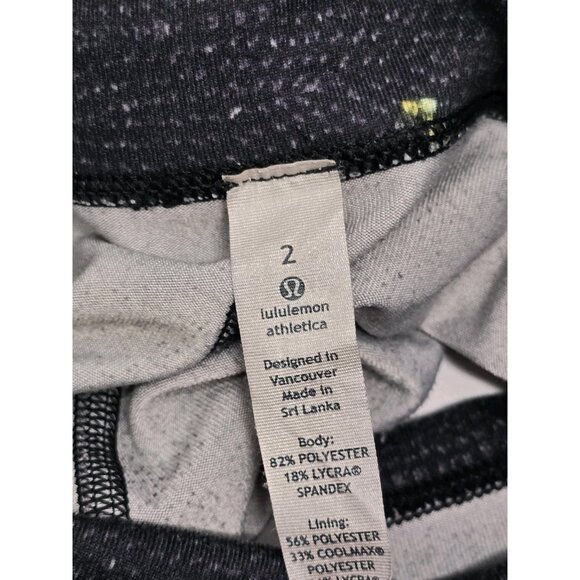 2
lululemon
athletica
Designed in
Vancouver
Made in
Sri Lanka
Body:
82% POLYESTER
18% LYCRA®
SPANDEX
Lining:
56% POLYESTER
33% COOLMAX®
POLYESTER